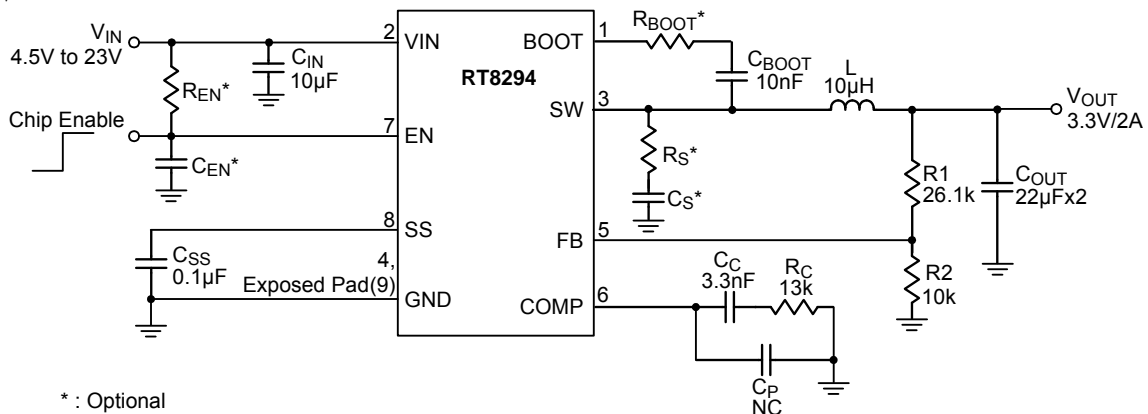 VIN
4.5V to 23V
REN*
CIN
10µF
Chip Enable
CEN*
CSS
0.1µF
2
VIN
7
EN
8
SS
4,
Exposed Pad(9)
GND
RT8294
BOOT
1
SW
3
FB
5
COMP
6
RBOOT*
CBOOT
10nF
L
10µH
RS*
CS*
VOUT
3.3V/2A
R1
26.1k
COUT
22µFx2
R2
10k
CC
3.3nF
RC
13k
CP
NC
* : Optional